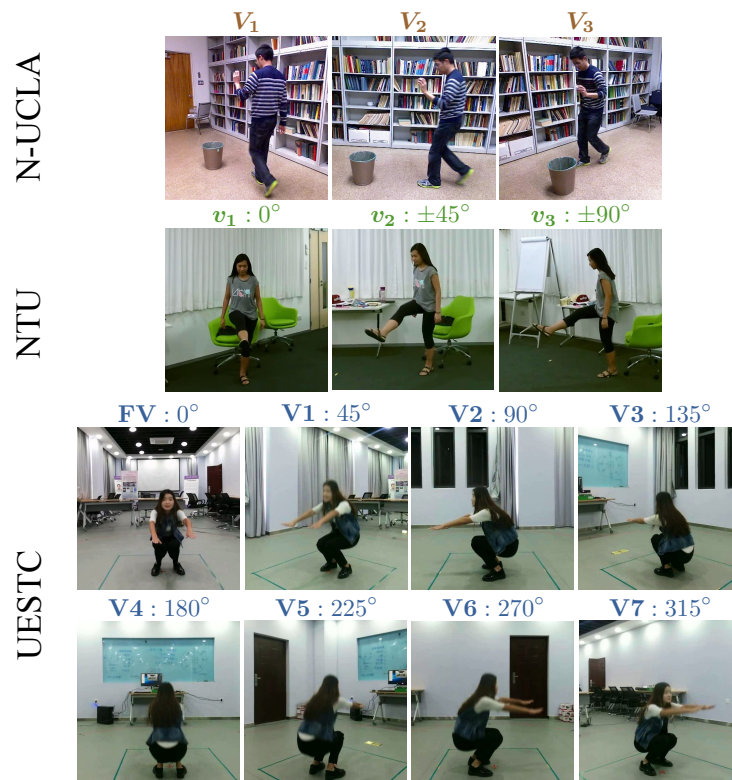 V₁ V₂ V₃
N-UCLA
v₁ : 0° v₂ : ±45° v₃ : ±90°
NTU
FV : 0° V1 : 45° V2 : 90° V3 : 135°
UESTC
V4 : 180° V5 : 225° V6 : 270° V7 : 315°